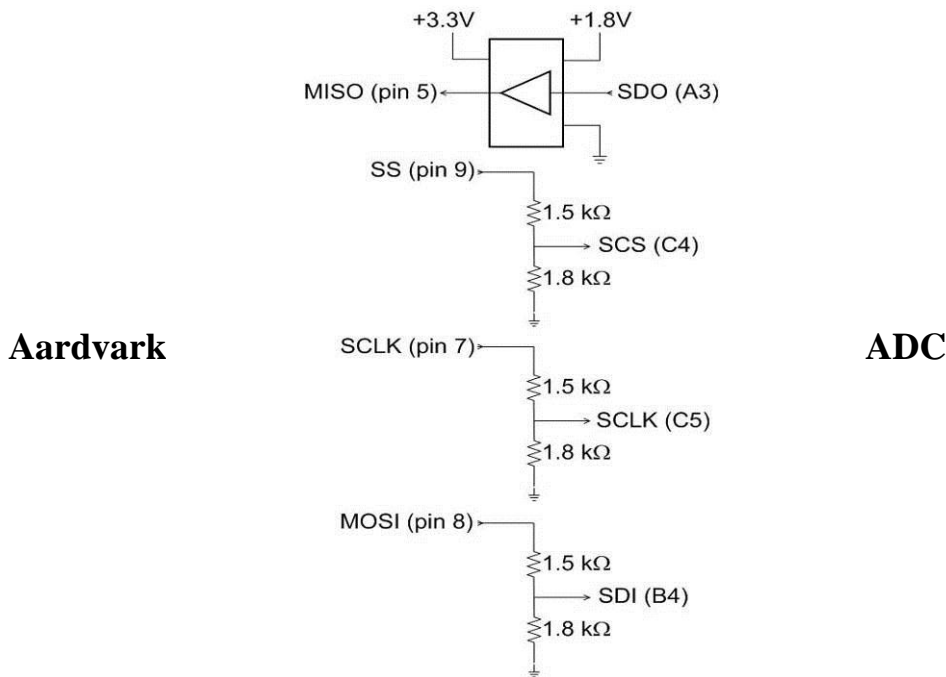 +3.3V +1.8V
MISO (pin 5) SDO (A3)
SS (pin 9)
1.5 kΩ
SCS (C4)
1.8 kΩ
Aardvark SCLK (pin 7) ADC
1.5 kΩ
SCLK (C5)
1.8 kΩ
MOSI (pin 8)
1.5 kΩ
SDI (B4)
1.8 kΩ